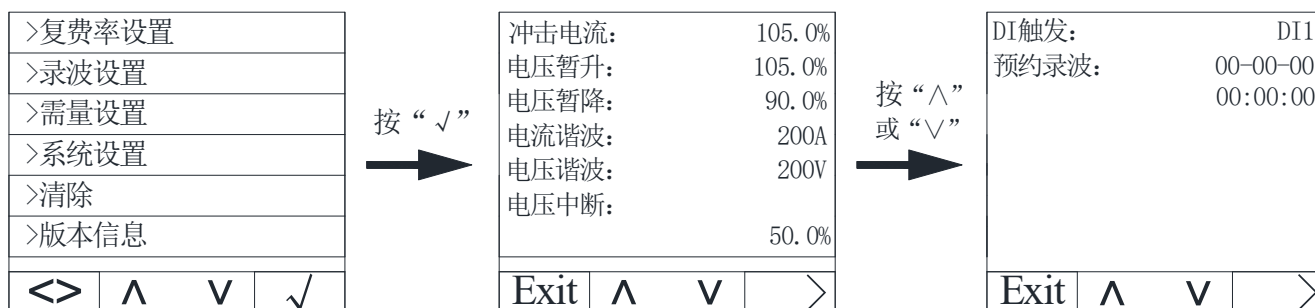 >复费率设置
>录波设置
>需量设置
>系统设置
>清除
>版本信息
<> ∧ ∨ √
按“√”
冲击电流： 105.0%
电压暂升： 105.0%
电压暂降： 90.0%
电流谐波： 200A
电压谐波： 200V
电压中断：
50.0%
Exit ∧ ∨ >
按“∧”
或“∨”
DI触发： DI1
预约录波： 00-00-00
00:00:00
Exit ∧ ∨ >